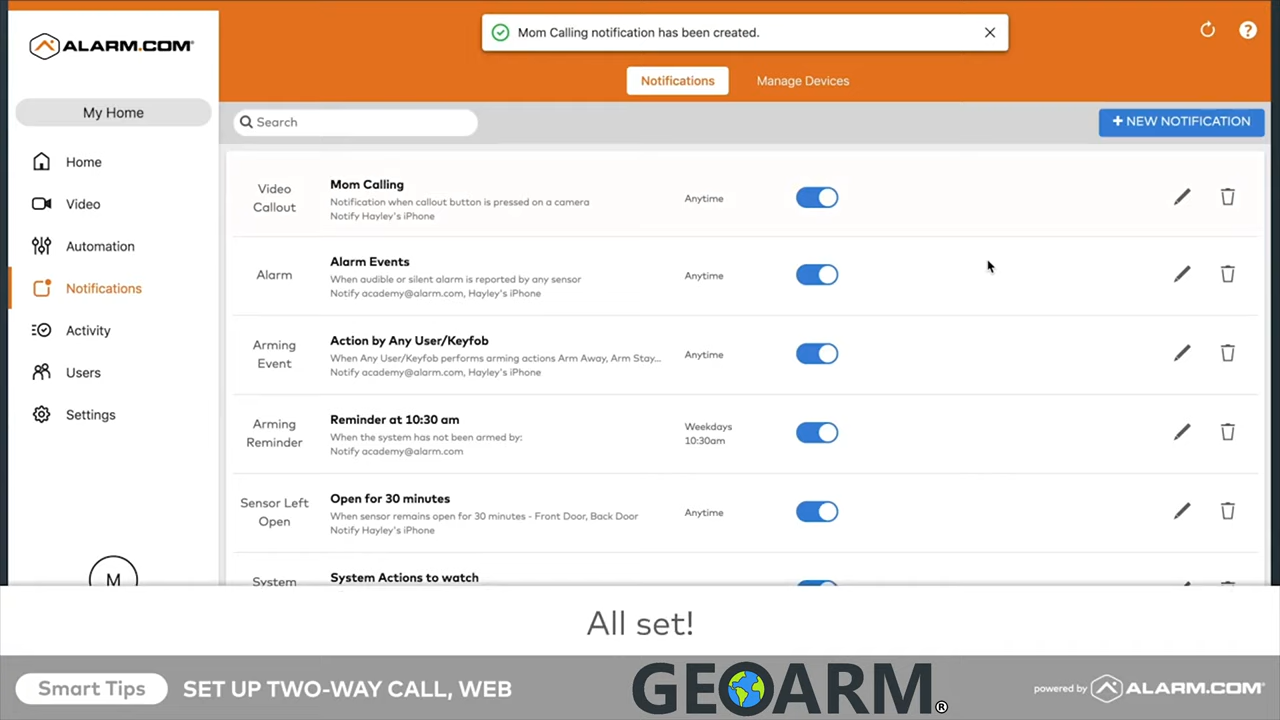 ALARM.COM®
Mom Calling notification has been created.
Notifications
Manage Devices
My Home
Search
+ NEW NOTIFICATION
Home
Video
Automation
Notifications
Activity
Users
Settings
M
Video
Callout
Mom Calling
Notification when callout button is pressed on a camera
Notify Hayley's iPhone
Anytime
Alarm
Alarm Events
When audible or silent alarm is reported by any sensor
Notify academy@alarm.com, Hayley's iPhone
Anytime
Arming
Event
Action by Any User/Keyfob
When Any User/Keyfob performs arming actions Arm Away, Arm Stay...
Notify academy@alarm.com, Hayley's iPhone
Anytime
Arming
Reminder
Reminder at 10:30 am
When the system has not been armed by:
Notify academy@alarm.com
Weekdays
10:30am
Sensor Left
Open
Open for 30 minutes
When sensor remains open for 30 minutes - Front Door, Back Door
Notify Hayley's iPhone
Anytime
System
System Actions to watch
All set!
Smart Tips
SET UP TWO-WAY CALL, WEB
GEOARM®
powered by ALARM.COM®